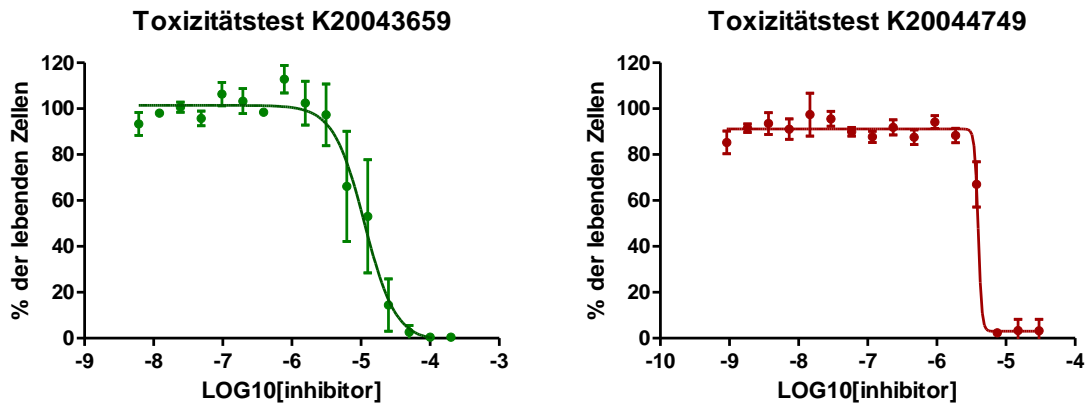 Toxizitätstest K20043659
120
100
80
60
40
20
0
% der lebenden Zellen
-9 -8 -7 -6 -5 -4 -3
LOG10[inhibitor]
Toxizitätstest K20044749
120
100
80
60
40
20
0
% der lebenden Zellen
-10 -9 -8 -7 -6 -5 -4
LOG10[inhibitor]